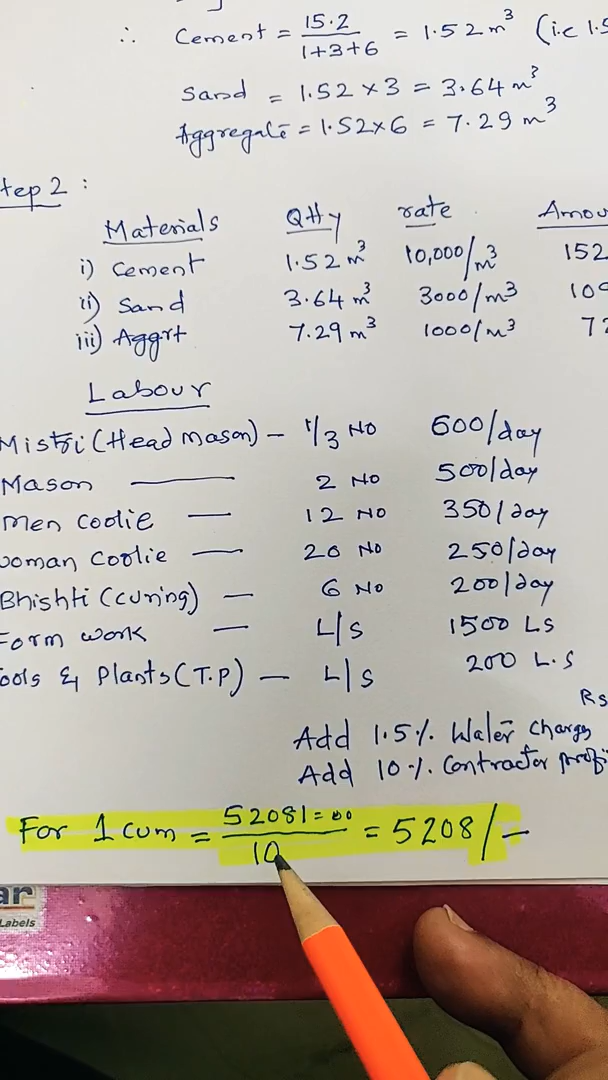 ∴ Cement = 15.2 / 1+3+6 = 1.52 m³ (i.e 1.5
Sand = 1.52 × 3 = 3.64 m³
Aggregate = 1.52×6 = 7.29 m³
tep 2 :
Materials Qtty rate Amou
i) Cement 1.52 m³ 10,000/m³ 152
ii) Sand 3.64 m³ 3000/m³ 109
iii) Aggrt 7.29 m³ 1000/m³ 72
Labour
Mistri (Head Mason) — 1/3 No 600/day
Mason — 2 No 500/day
men Coolie — 12 No 350/day
woman Coolie — 20 No 250/day
Bhishti (curing) — 6 No 200/day
Form work — L/S 1500 LS
ools & Plants (T.P) — L/S 200 L.S
Rs
Add 1.5% Water Charges
Add 10% Contractor profi
For 1 cum = 52081=00 / 10 = 5208/-
ar
Labels